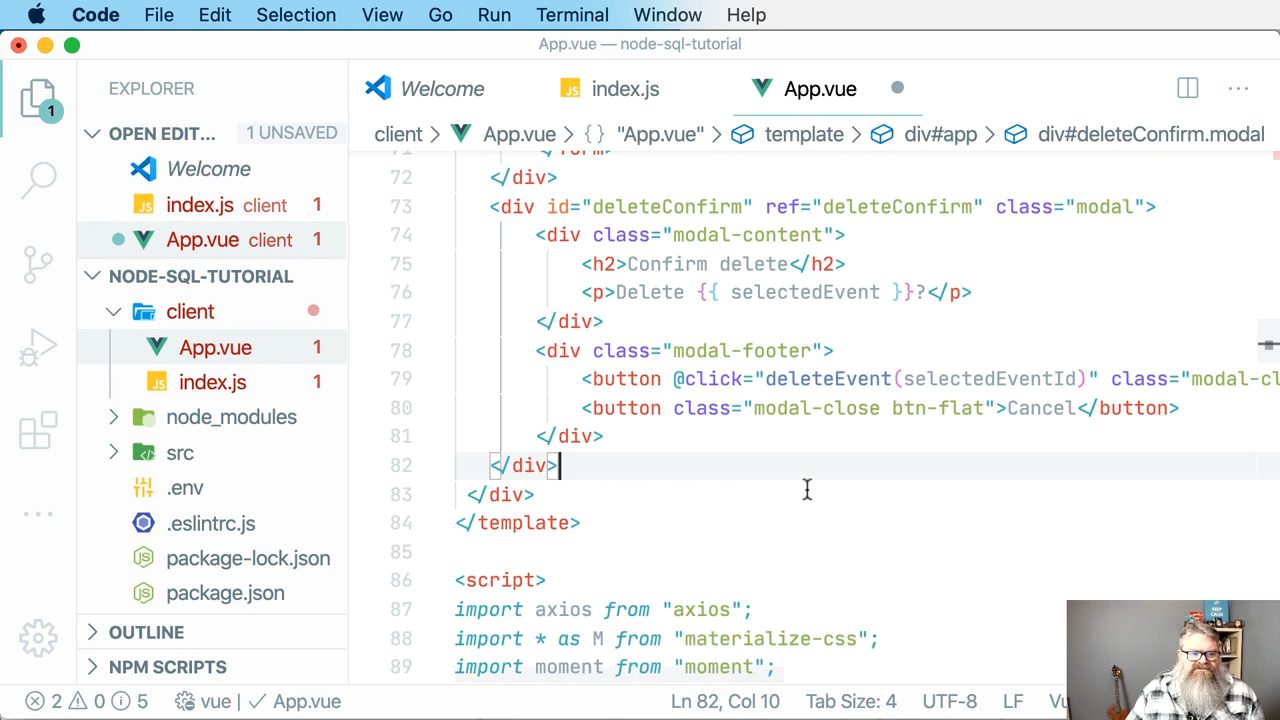 Code File Edit Selection View Go Run Terminal Window Help
App.vue — node-sql-tutorial
EXPLORER
OPEN EDIT... 1 UNSAVED
Welcome
index.js client 1
App.vue client 1
NODE-SQL-TUTORIAL
client
App.vue 1
index.js 1
node_modules
src
.env
.eslintrc.js
package-lock.json
package.json
OUTLINE
NPM SCRIPTS
1
Welcome index.js App.vue
client > App.vue > {} "App.vue" > template > div#app > div#deleteConfirm.modal
71 </form>
72 </div>
73 <div id="deleteConfirm" ref="deleteConfirm" class="modal">
74 <div class="modal-content">
75 <h2>Confirm delete</h2>
76 <p>Delete {{ selectedEvent }}?</p>
77 </div>
78 <div class="modal-footer">
79 <button @click="deleteEvent(selectedEventId)" class="modal-cl
80 <button class="modal-close btn-flat">Cancel</button>
81 </div>
82 </div>
83 </div>
84 </template>
85
86 <script>
87 import axios from "axios";
88 import * as M from "materialize-css";
89 import moment from "moment";
2 0 5 vue | App.vue Ln 82, Col 10 Tab Size: 4 UTF-8 LF Vu